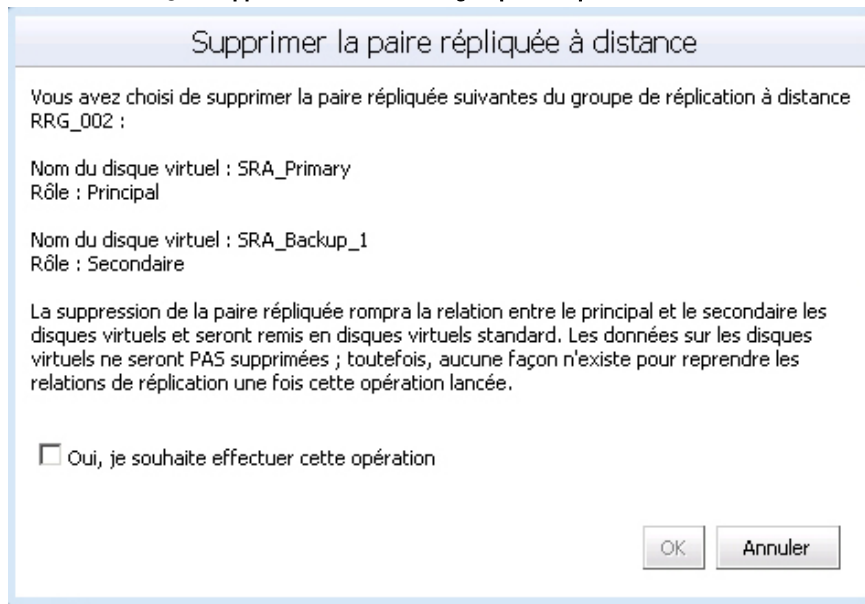 Supprimer la paire répliquée à distance
Vous avez choisi de supprimer la paire répliquée suivantes du groupe de réplication à distance
RRG_002 :
Nom du disque virtuel : SRA_Primary
Rôle : Principal
Nom du disque virtuel : SRA_Backup_1
Rôle : Secondaire
La suppression de la paire répliquée rompra la relation entre le principal et le secondaire les
disques virtuels et seront remis en disques virtuels standard. Les données sur les disques
virtuels ne seront PAS supprimées ; toutefois, aucune façon n'existe pour reprendre les
relations de réplication une fois cette opération lancée.
Oui, je souhaite effectuer cette opération
OK Annuler